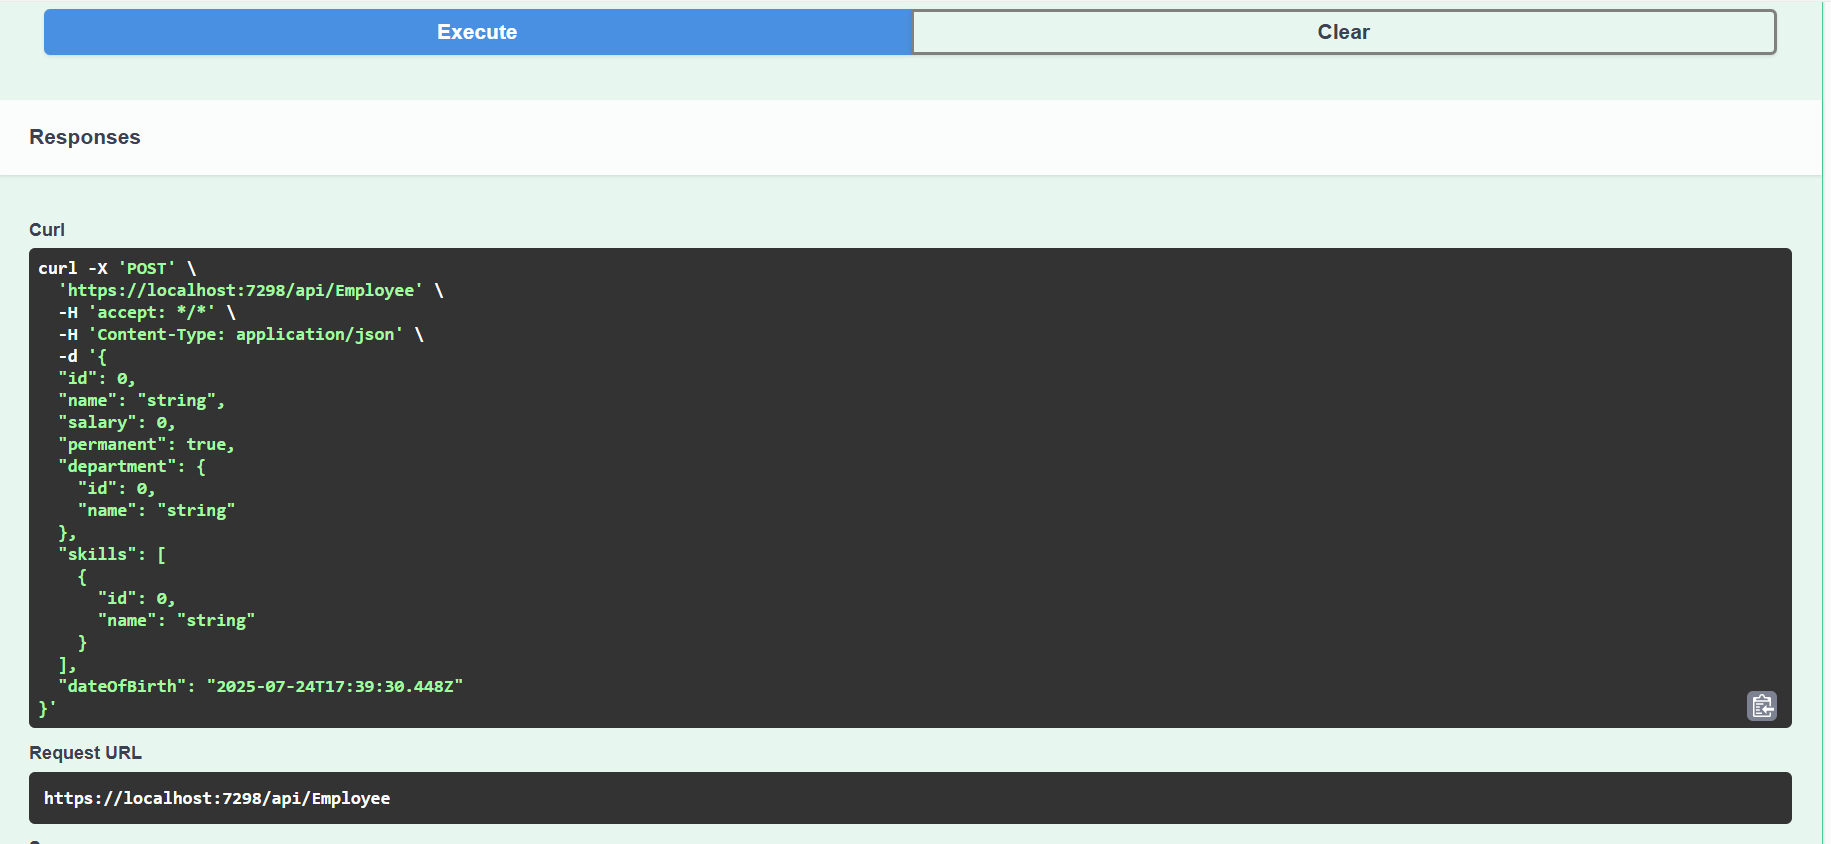 Execute
Clear
Responses
Curl
curl -X 'POST' \
  'https://localhost:7298/api/Employee' \
  -H 'accept: */*' \
  -H 'Content-Type: application/json' \
  -d '{
  "id": 0,
  "name": "string",
  "salary": 0,
  "permanent": true,
  "department": {
    "id": 0,
    "name": "string"
  },
  "skills": [
    {
      "id": 0,
      "name": "string"
    }
  ],
  "dateOfBirth": "2025-07-24T17:39:30.448Z"
}'
Request URL
https://localhost:7298/api/Employee